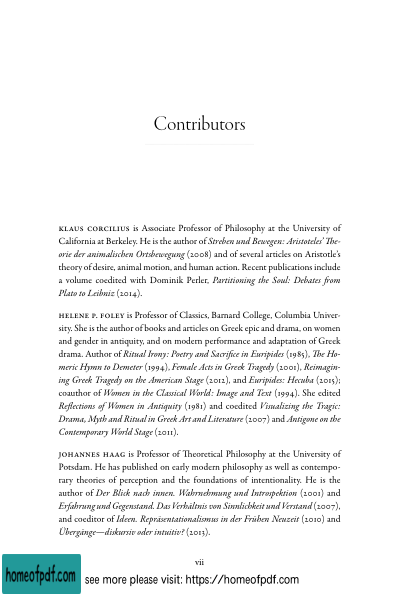 Contributors
KLAUS CORCILIUS is Associate Professor of Philosophy at the University of
California at Berkeley. He is the author of Streben und Bewegen: Aristoteles' The-
orie der animalischen Ortsbewegung (2008) and of several articles on Aristotle's
theory of desire, animal motion, and human action. Recent publications include
a volume coedited with Dominik Perler, Partitioning the Soul: Debates from
Plato to Leibniz (2014).
HELENE P. FOLEY is Professor of Classics, Barnard College, Columbia Univer-
sity. She is the author of books and articles on Greek epic and drama, on women
and gender in antiquity, and on modern performance and adaptation of Greek
drama. Author of Ritual Irony: Poetry and Sacrifice in Euripides (1985), The Ho-
meric Hymn to Demeter (1994), Female Acts in Greek Tragedy (2001), Reimagin-
ing Greek Tragedy on the American Stage (2012), and Euripides: Hecuba (2015);
coauthor of Women in the Classical World: Image and Text (1994). She edited
Reflections of Women in Antiquity (1981) and coedited Visualizing the Tragic:
Drama, Myth and Ritual in Greek Art and Literature (2007) and Antigone on the
Contemporary World Stage (2011).
JOHANNES HAAG is Professor of Theoretical Philosophy at the University of
Potsdam. He has published on early modern philosophy as well as contempo-
rary theories of perception and the foundations of intentionality. He is the
author of Der Blick nach innen. Wahrnehmung und Introspektion (2001) and
Erfahrung und Gegenstand. Das Verhältnis von Sinnlichkeit und Verstand (2007),
and coeditor of Ideen. Repräsentationalismus in der Frühen Neuzeit (2010) and
Übergänge—diskursiv oder intuitiv? (2013).
vii
homeofpdf.com see more please visit: https://homeofpdf.com